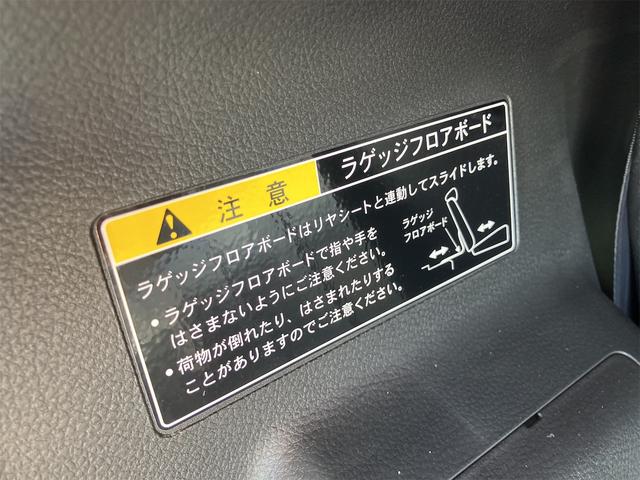 注意 ラゲッジフロアボード
ラゲッジフロアボードはリヤシートと連動してスライドします。
・ラゲッジフロアボードで指や手を
はさまないようにご注意ください。
・荷物が倒れたり、はさまれたりする
ことがありますのでご注意ください。
ラゲッジ
フロアボード